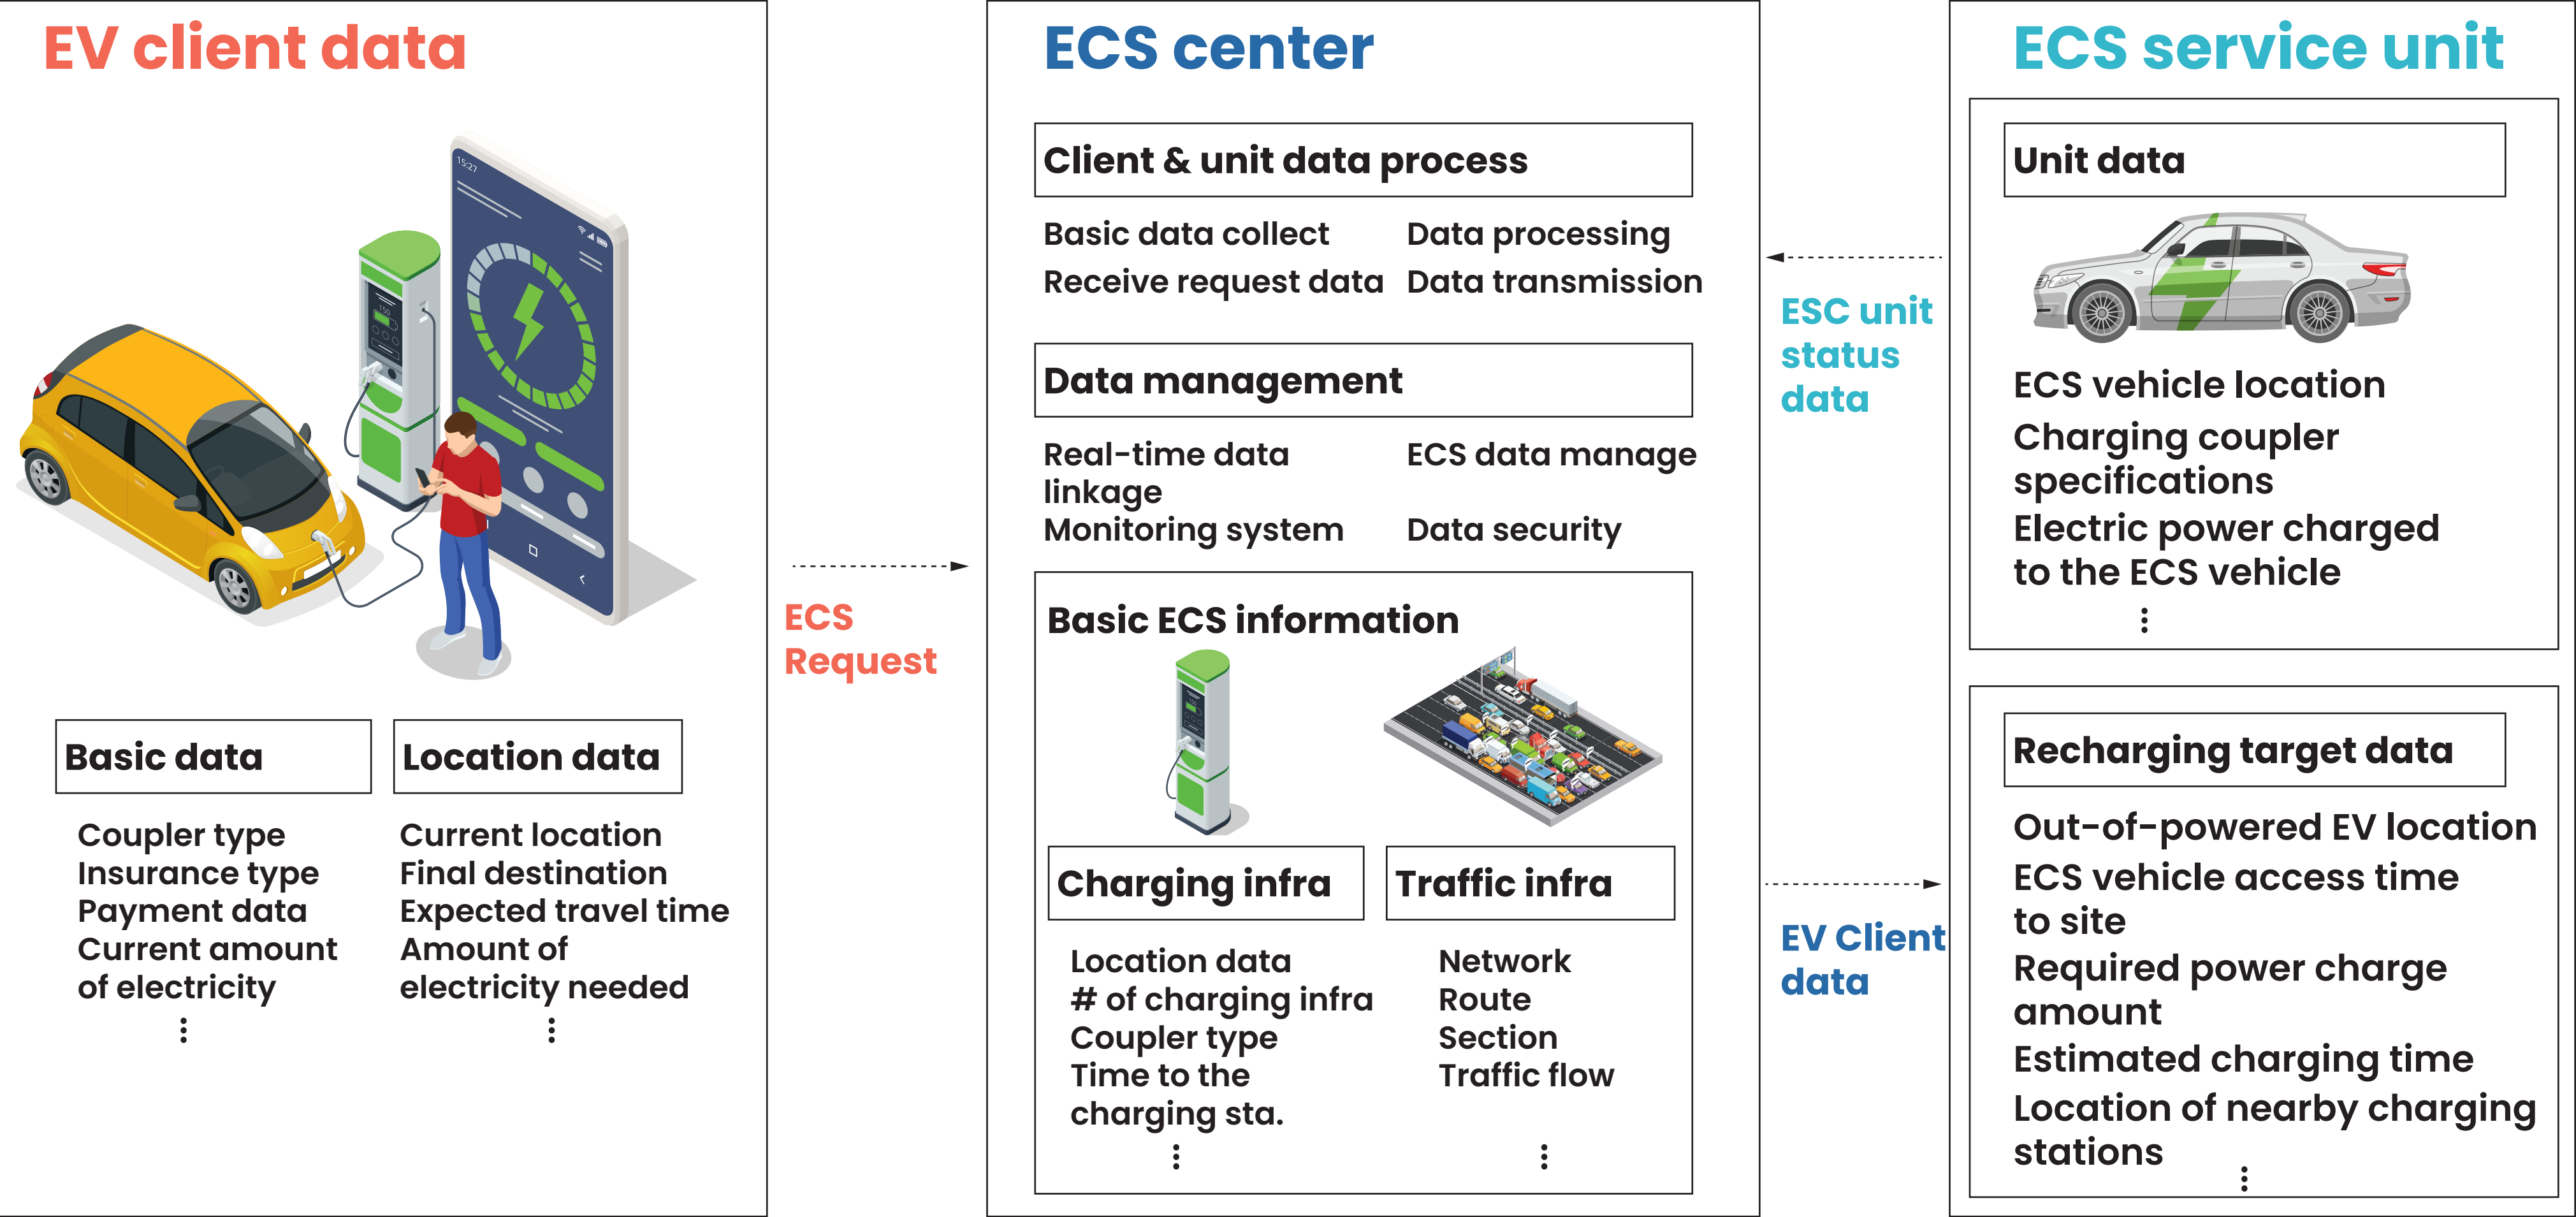 EV client data
15:27
150
Basic data
Coupler type
Insurance type
Payment data
Current amount
of electricity
Location data
Current location
Final destination
Expected travel time
Amount of
electricity needed
ECS
Request
ECS center
Client & unit data process
Basic data collect
Data processing
Receive request data
Data transmission
Data management
Real-time data
linkage
ECS data manage
Monitoring system
Data security
Basic ECS information
Charging infra
Location data
# of charging infra
Coupler type
Time to the
charging sta.
Traffic infra
Network
Route
Section
Traffic flow
ESC unit
status
data
EV Client
data
ECS service unit
Unit data
ECS vehicle location
Charging coupler
specifications
Electric power charged
to the ECS vehicle
Recharging target data
Out-of-powered EV location
ECS vehicle access time
to site
Required power charge
amount
Estimated charging time
Location of nearby charging
stations